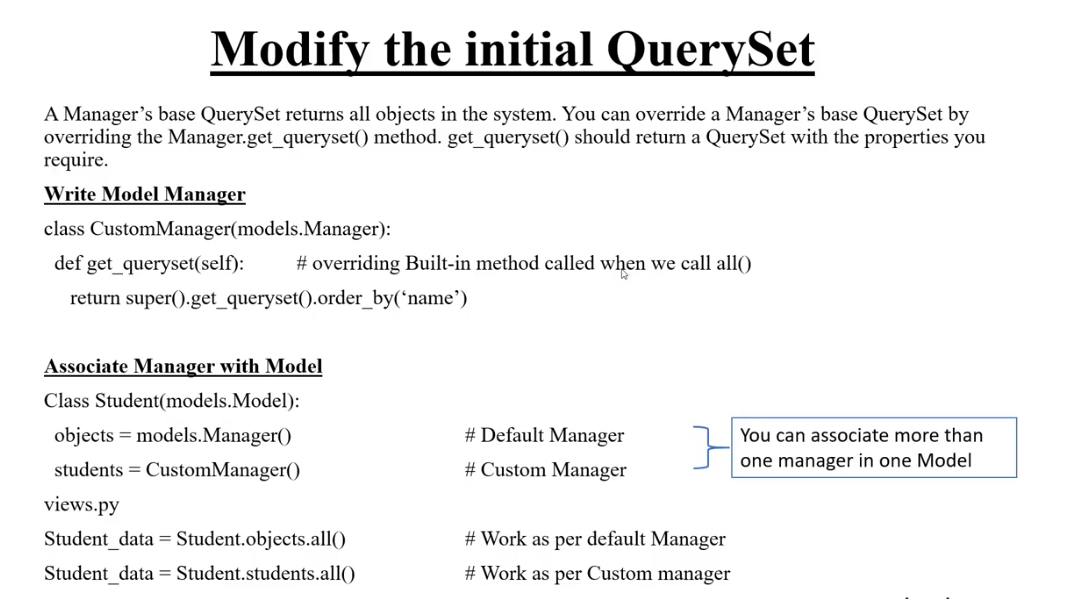 Modify the initial QuerySet
A Manager’s base QuerySet returns all objects in the system. You can override a Manager’s base QuerySet by
overriding the Manager.get_queryset() method. get_queryset() should return a QuerySet with the properties you
require.
Write Model Manager
class CustomManager(models.Manager):
def get_queryset(self): # overriding Built-in method called when we call all()
return super().get_queryset().order_by(‘name’)
Associate Manager with Model
Class Student(models.Model):
objects = models.Manager() # Default Manager
students = CustomManager() # Custom Manager
You can associate more than
one manager in one Model
views.py
Student_data = Student.objects.all() # Work as per default Manager
Student_data = Student.students.all() # Work as per Custom manager